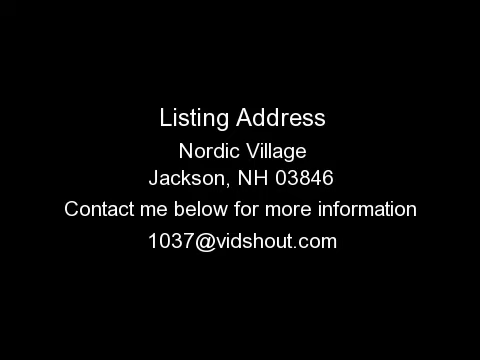 Listing Address
Nordic Village
Jackson, NH 03846
Contact me below for more information
1037@vidshout.com